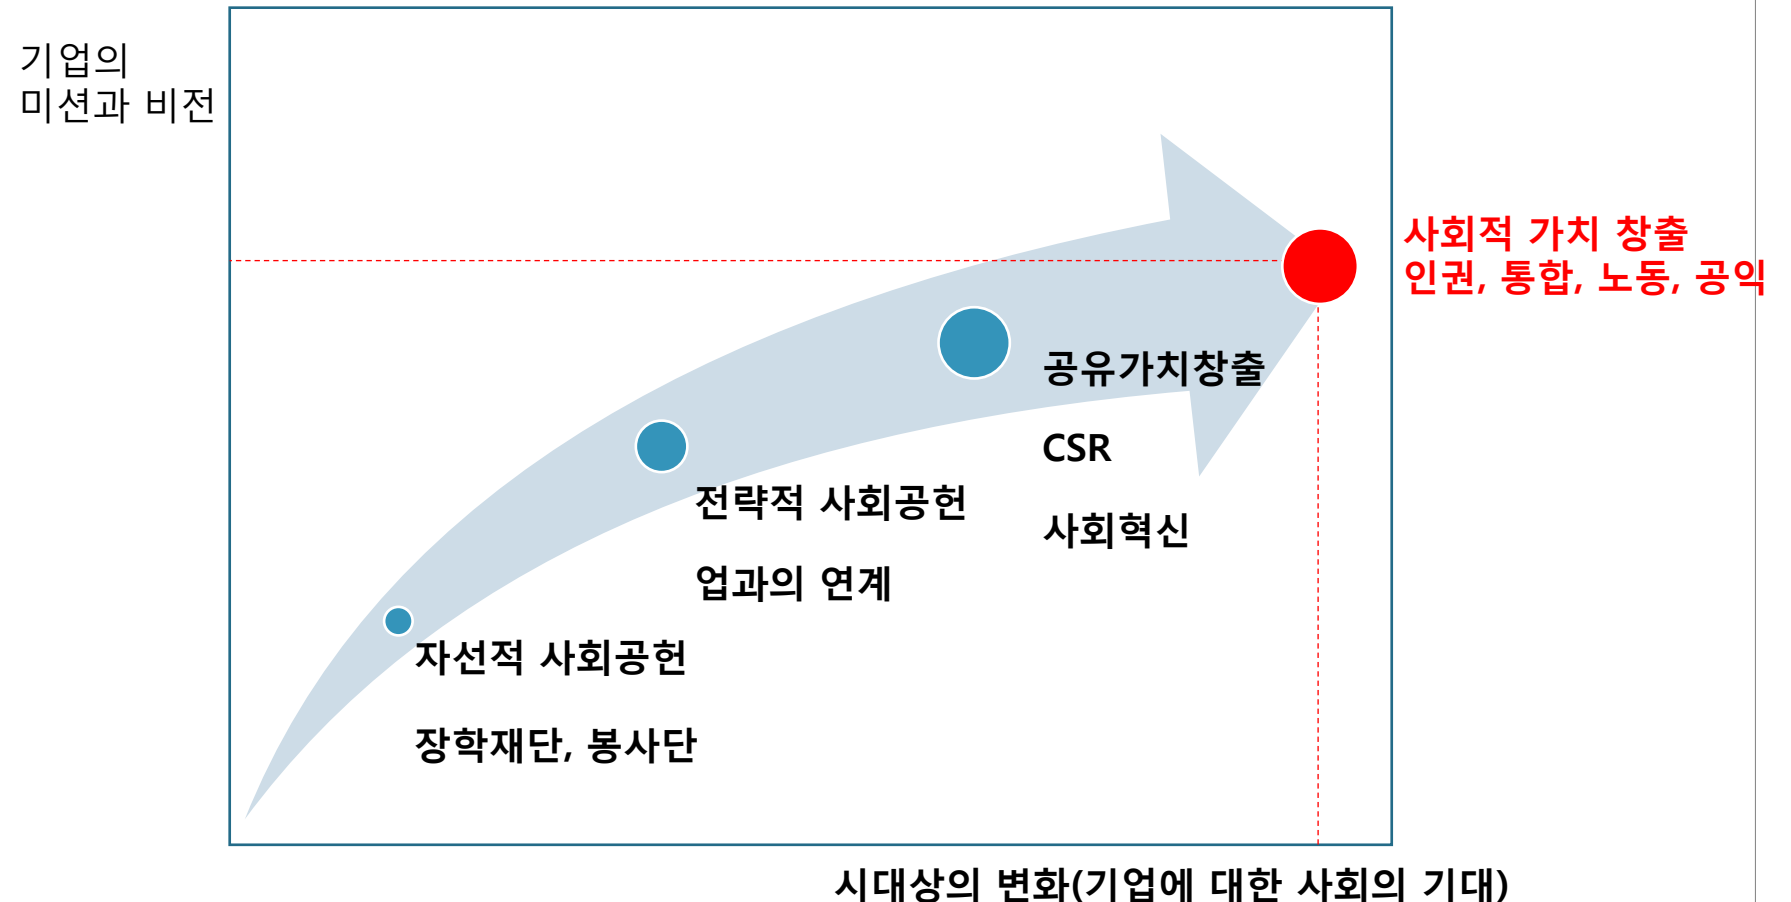 기업의
미션과 비전
사회적 가치 창출
인권, 통합, 노동, 공익
공유가치창출
CSR
사회혁신
전략적 사회공헌
업과의 연계
자선적 사회공헌
장학재단, 봉사단
시대상의 변화(기업에 대한 사회의 기대)